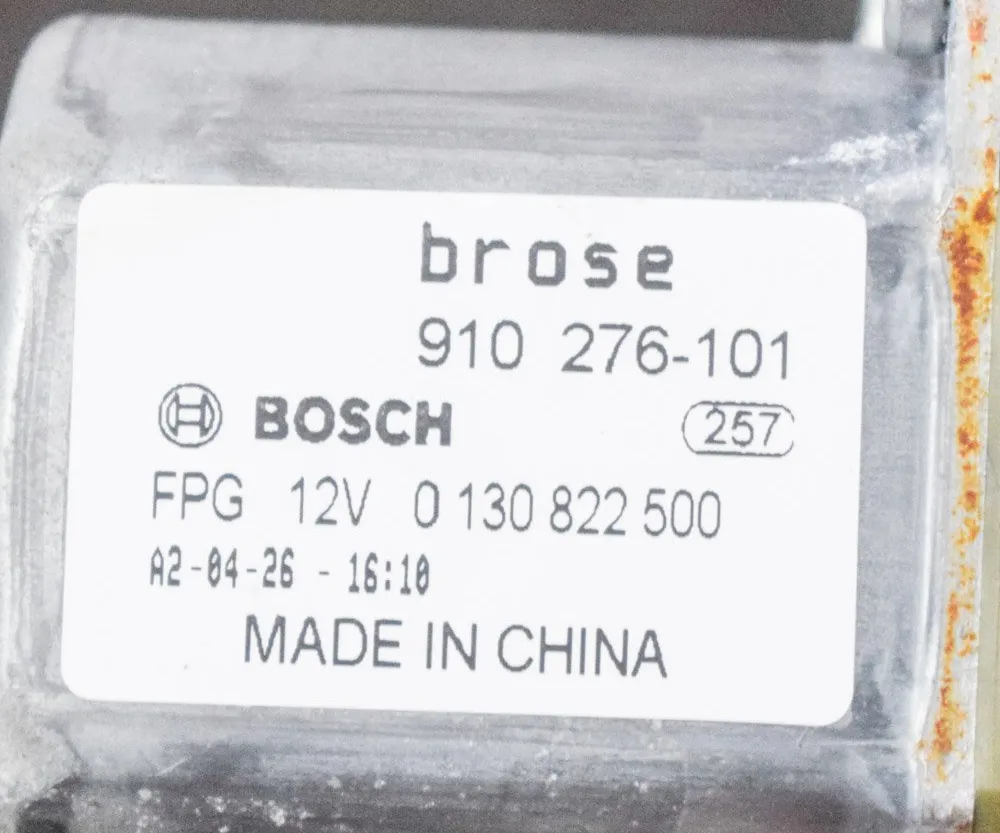 brose
910 276-101
BOSCH 257
FPG 12V 0 130 822 500
A2-04-26 - 16:10
MADE IN CHINA